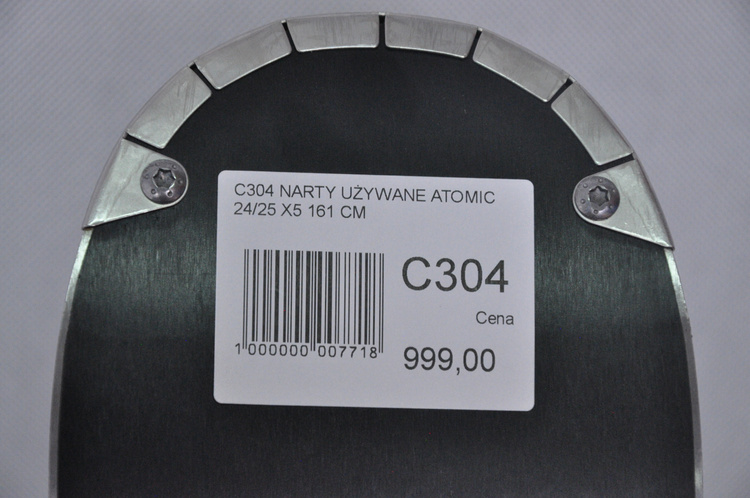 C304 NARTY UŻYWANE ATOMIC
24/25 X5 161 CM
C304
Cena
1 000000 007718
999,00